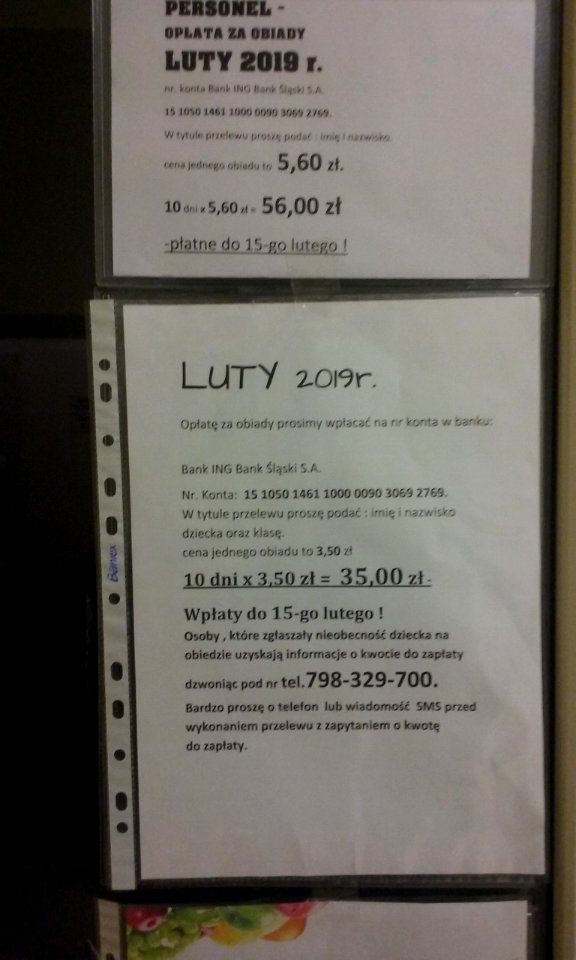 PERSONEL -
OPŁATA ZA OBIADY
LUTY 2019 r.
nr. konta Bank ING Bank Śląski S.A.
15 1050 1461 1000 0090 3069 2769.
W tytule przelewu proszę podać : imię i nazwisko.
cena jednego obiadu to 5,60 zł.
10 dni x 5,60 zł = 56,00 zł
-płatne do 15-go lutego !
LUTY 2019r.
Opłatę za obiady prosimy wpłacać na nr konta w banku:
Bank ING Bank Śląski S.A.
Nr. Konta: 15 1050 1461 1000 0090 3069 2769.
W tytule przelewu proszę podać : imię i nazwisko
dziecka oraz klasę.
cena jednego obiadu to 3,50 zł
10 dni x 3,50 zł = 35,00 zł -
Wpłaty do 15-go lutego !
Osoby , które zgłaszały nieobecność dziecka na
obiedzie uzyskają informacje o kwocie do zapłaty
dzwoniąc pod nr tel.798-329-700.
Bardzo proszę o telefon lub wiadomość SMS przed
wykonaniem przelewu z zapytaniem o kwotę
do zapłaty.
Bantex